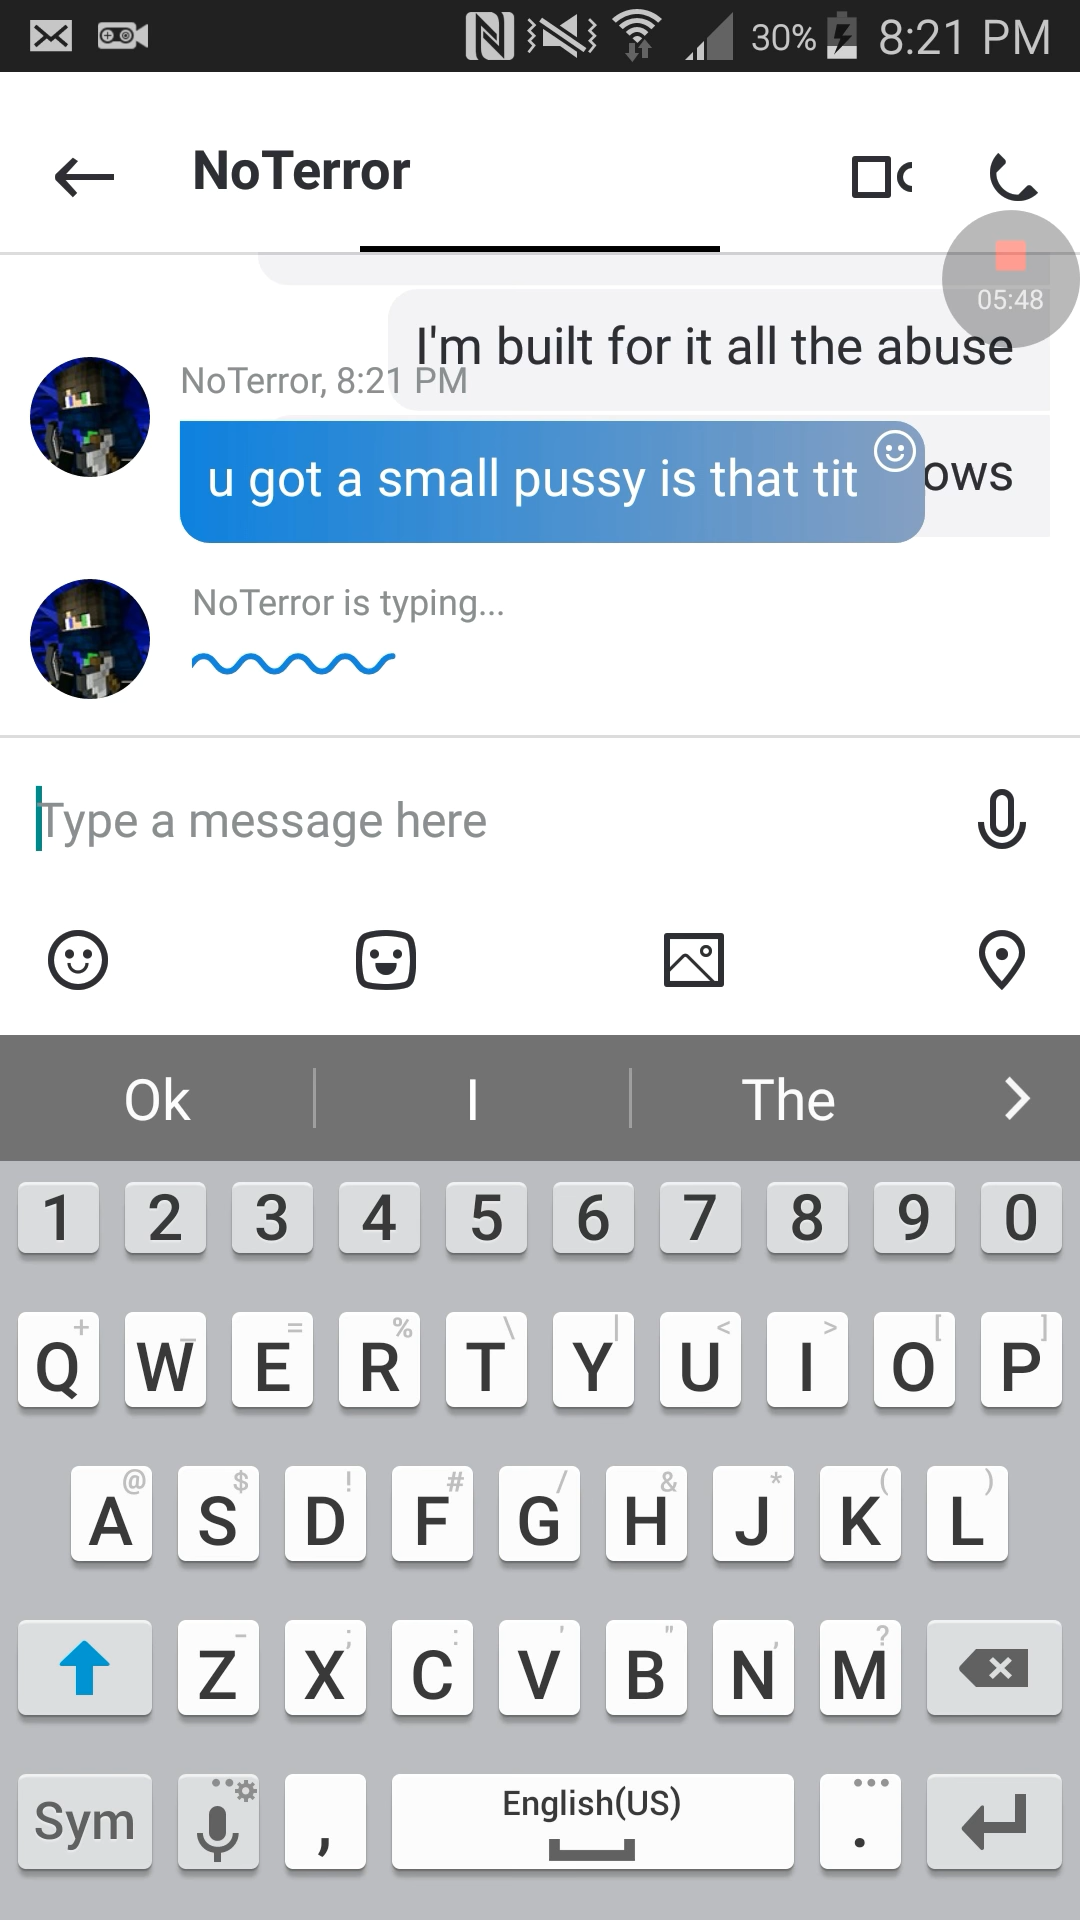 30% 8:21 PM
NoTerror
05:48
I'm built for it all the abuse
NoTerror, 8:21 PM
ows
u got a small pussy is that tit
NoTerror is typing...
Type a message here
Ok I The
1 2 3 4 5 6 7 8 9 0
+ _ = % \ | < > [ ]
Q W E R T Y U I O P
@ $ ! # / & * ( )
A S D F G H J K L
- ; : ' " , ?
Z X C V B N M
Sym , English(US) .